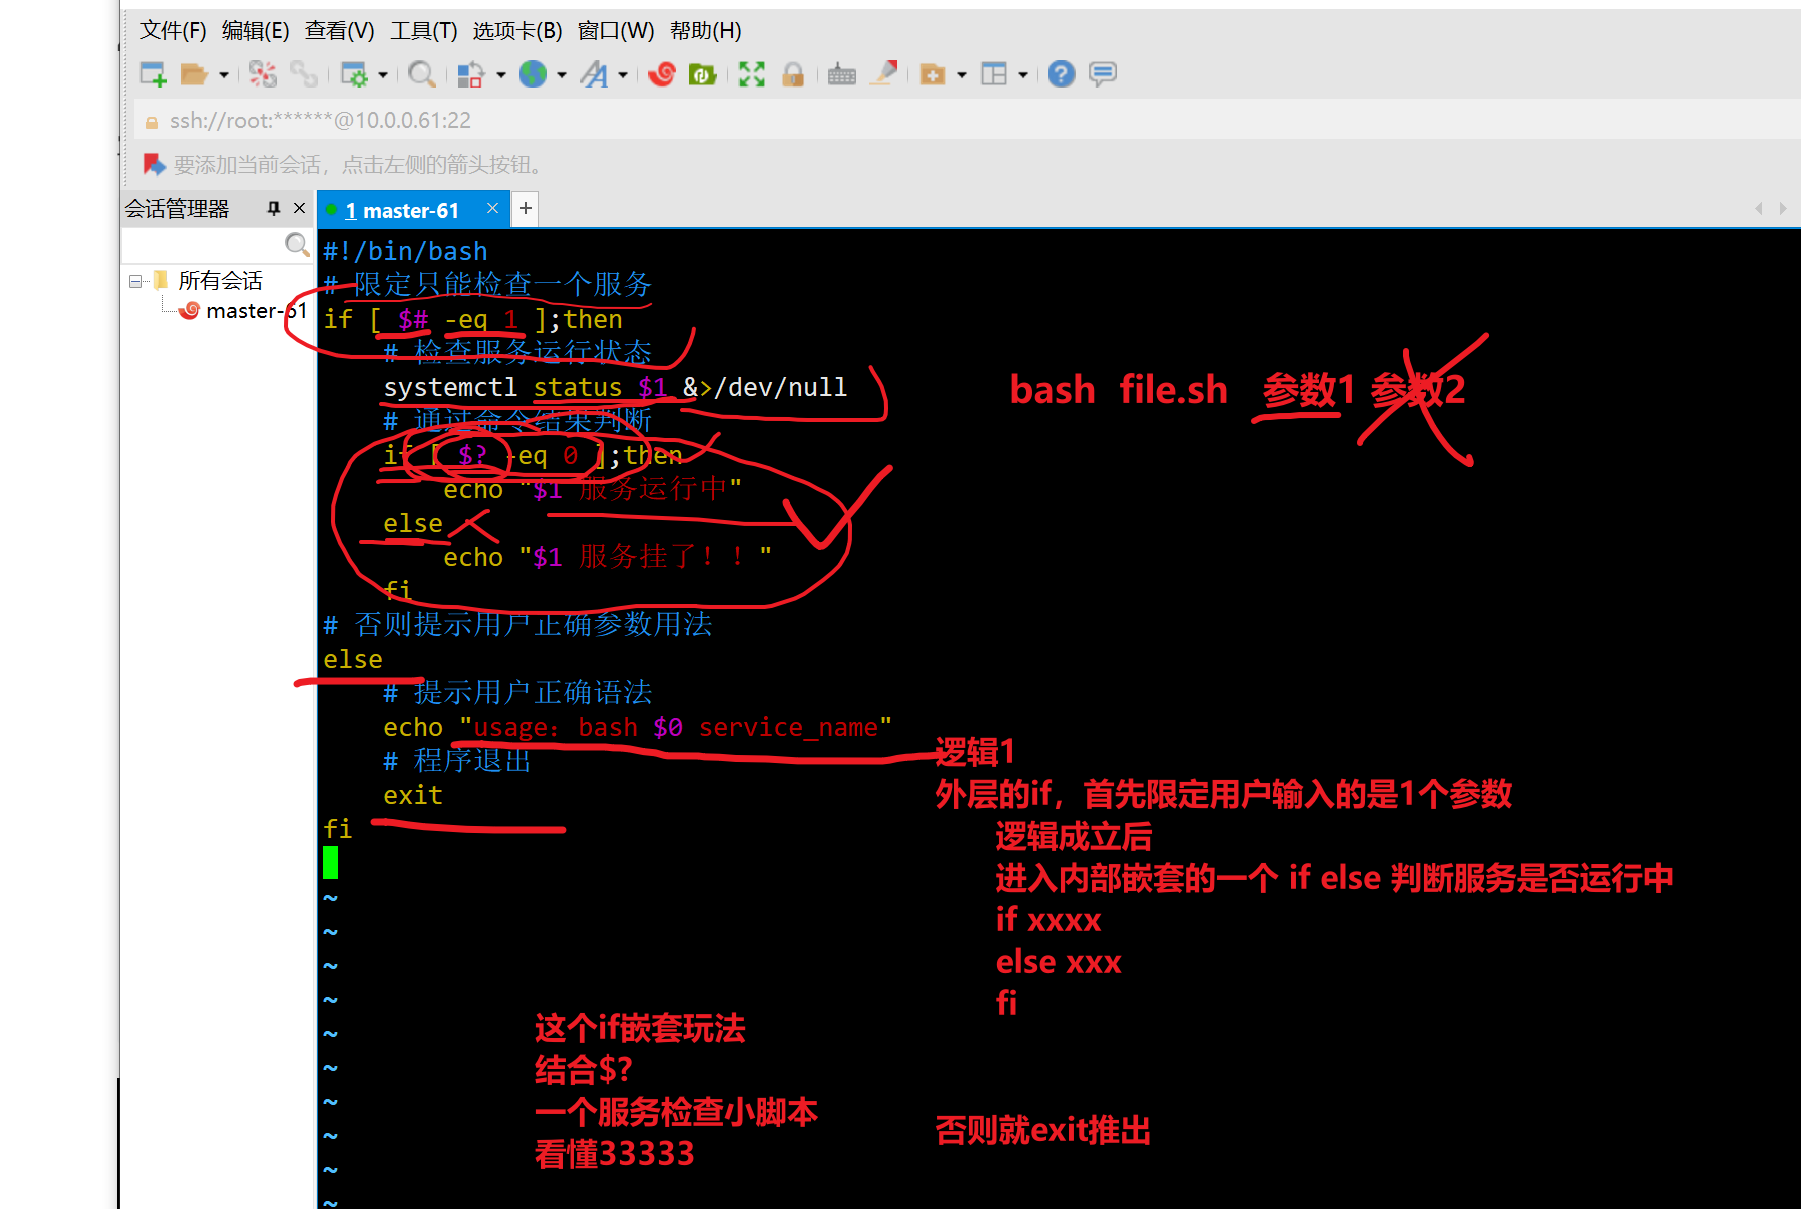 文件(F) 编辑(E) 查看(V) 工具(T) 选项卡(B) 窗口(W) 帮助(H)
ssh://root:******@10.0.0.61:22
要添加当前会话，点击左侧的箭头按钮。
会话管理器
1 master-61
所有会话
master-61
#!/bin/bash
# 限定只能检查一个服务
if [ $# -eq 1 ];then
# 检查服务运行状态
systemctl status $1 &>/dev/null
# 通过命令结果判断
if [ $? -eq 0 ];then
echo "$1 服务运行中"
else
echo "$1 服务挂了！！"
fi
# 否则提示用户正确参数用法
else
# 提示用户正确语法
echo "usage：bash $0 service_name"
# 程序退出
exit
fi
~
~
~
~
~
~
~
~
~
~
bash file.sh 参数1 参数2
逻辑1
外层的if，首先限定用户输入的是1个参数
逻辑成立后
进入内部嵌套的一个 if else 判断服务是否运行中
if xxxx
else xxx
fi
这个if嵌套玩法
结合$?
一个服务检查小脚本
看懂33333
否则就exit推出